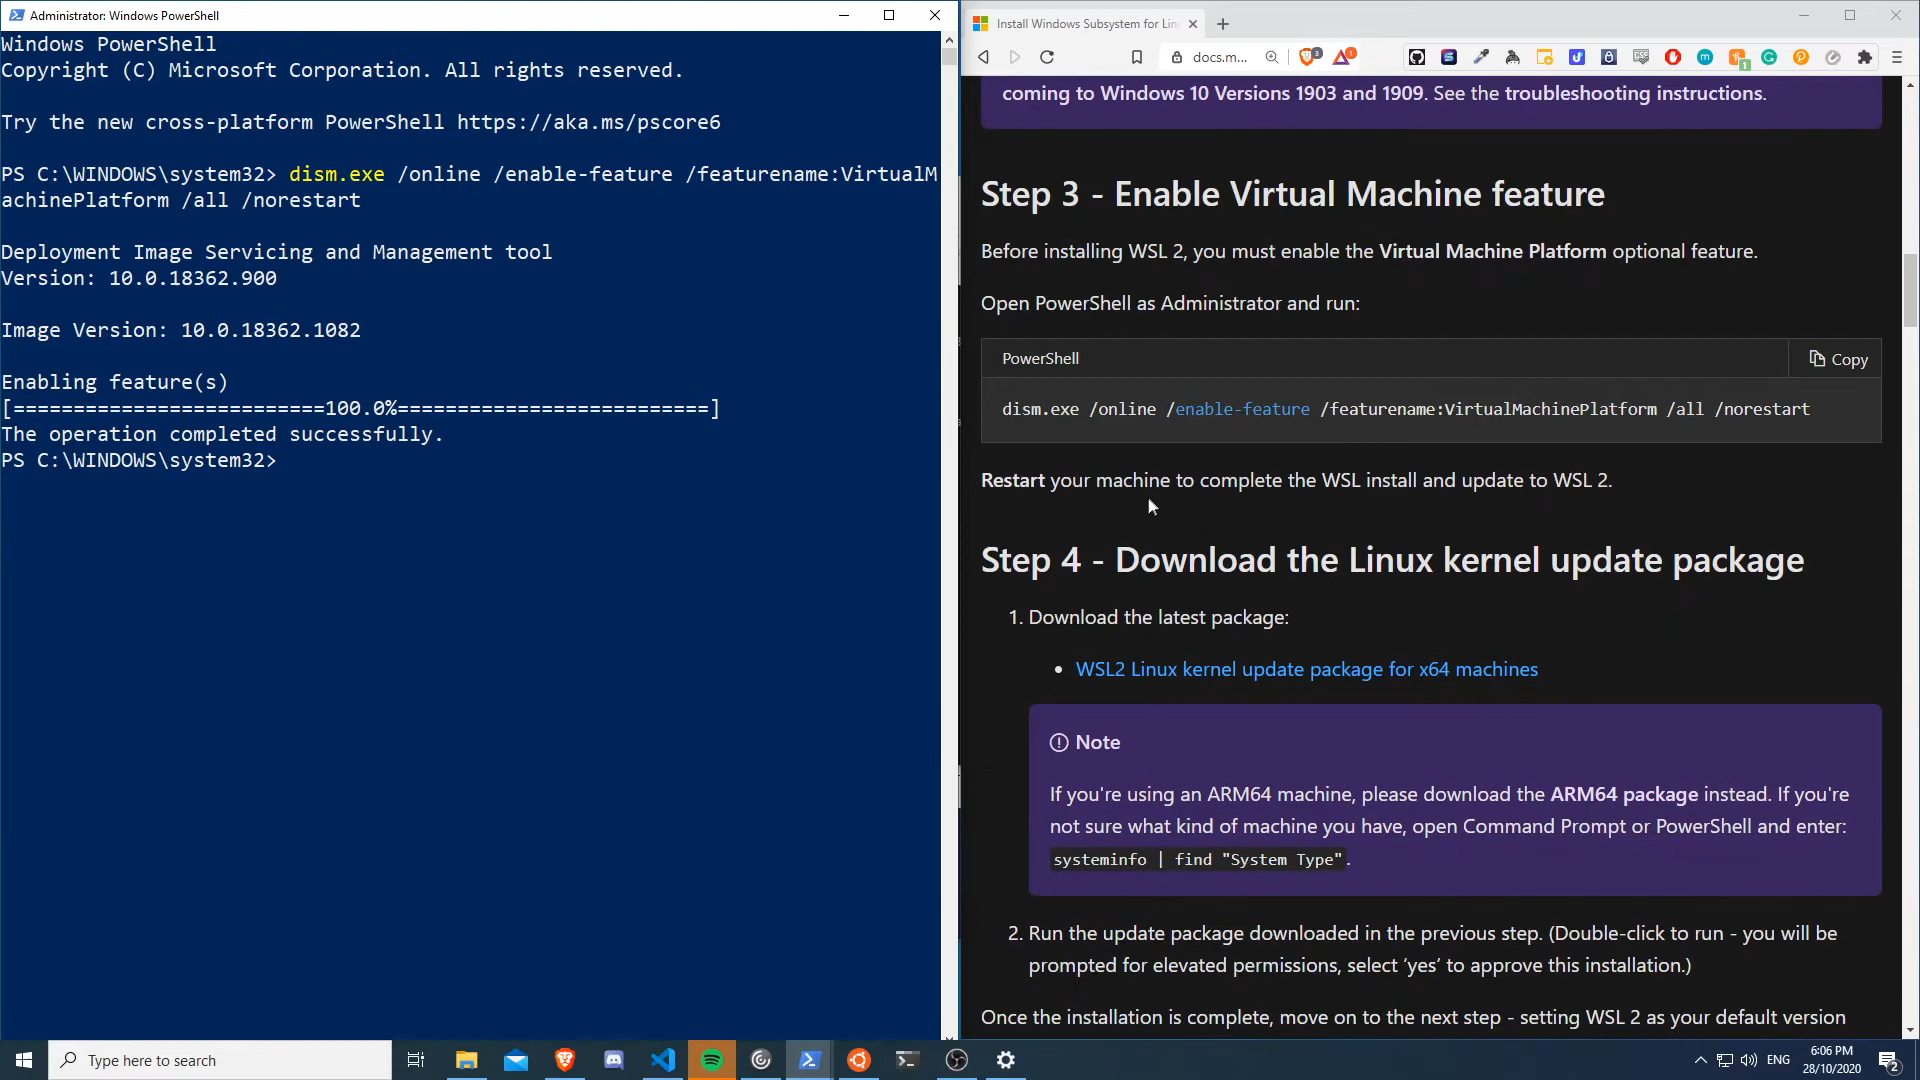 Administrator: Windows PowerShell
Windows PowerShell
Copyright (C) Microsoft Corporation. All rights reserved.
Try the new cross-platform PowerShell https://aka.ms/pscore6
PS C:\WINDOWS\system32> dism.exe /online /enable-feature /featurename:VirtualM
achinePlatform /all /norestart
Deployment Image Servicing and Management tool
Version: 10.0.18362.900
Image Version: 10.0.18362.1082
Enabling feature(s)
[==========================100.0%==========================]
The operation completed successfully.
PS C:\WINDOWS\system32>
Install Windows Subsystem for Lin
docs.m...
3
1
1
coming to Windows 10 Versions 1903 and 1909. See the troubleshooting instructions.
Step 3 - Enable Virtual Machine feature
Before installing WSL 2, you must enable the Virtual Machine Platform optional feature.
Open PowerShell as Administrator and run:
PowerShell
Copy
dism.exe /online /enable-feature /featurename:VirtualMachinePlatform /all /norestart
Restart your machine to complete the WSL install and update to WSL 2.
Step 4 - Download the Linux kernel update package
1. Download the latest package:
• WSL2 Linux kernel update package for x64 machines
Note
If you're using an ARM64 machine, please download the ARM64 package instead. If you're
not sure what kind of machine you have, open Command Prompt or PowerShell and enter:
systeminfo | find "System Type".
2. Run the update package downloaded in the previous step. (Double-click to run - you will be
prompted for elevated permissions, select ‘yes’ to approve this installation.)
Once the installation is complete, move on to the next step - setting WSL 2 as your default version
Type here to search
ENG
6:06 PM
28/10/2020
2